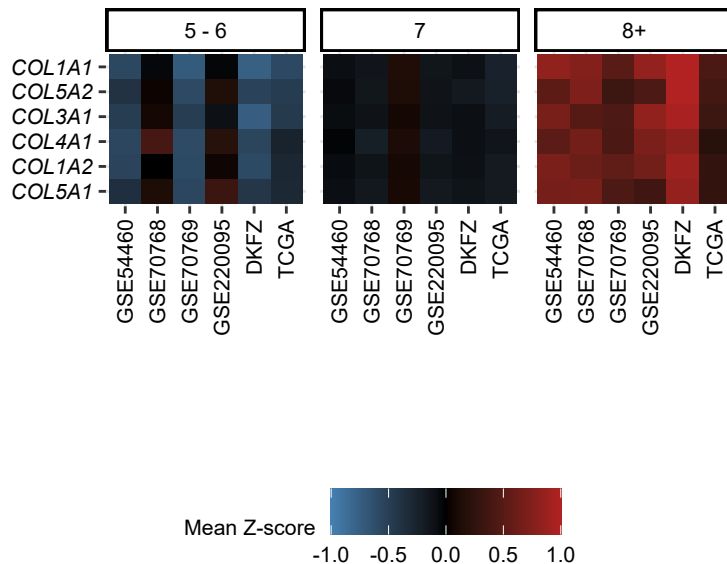 5 - 6
7
8+
COL1A1
COL5A2
COL3A1
COL4A1
COL1A2
COL5A1
GSE54460
GSE70768
GSE70769
GSE220095
DKFZ
TCGA
GSE54460
GSE70768
GSE70769
GSE220095
DKFZ
TCGA
GSE54460
GSE70768
GSE70769
GSE220095
DKFZ
TCGA
Mean Z-score
-1.0 -0.5 0.0 0.5 1.0